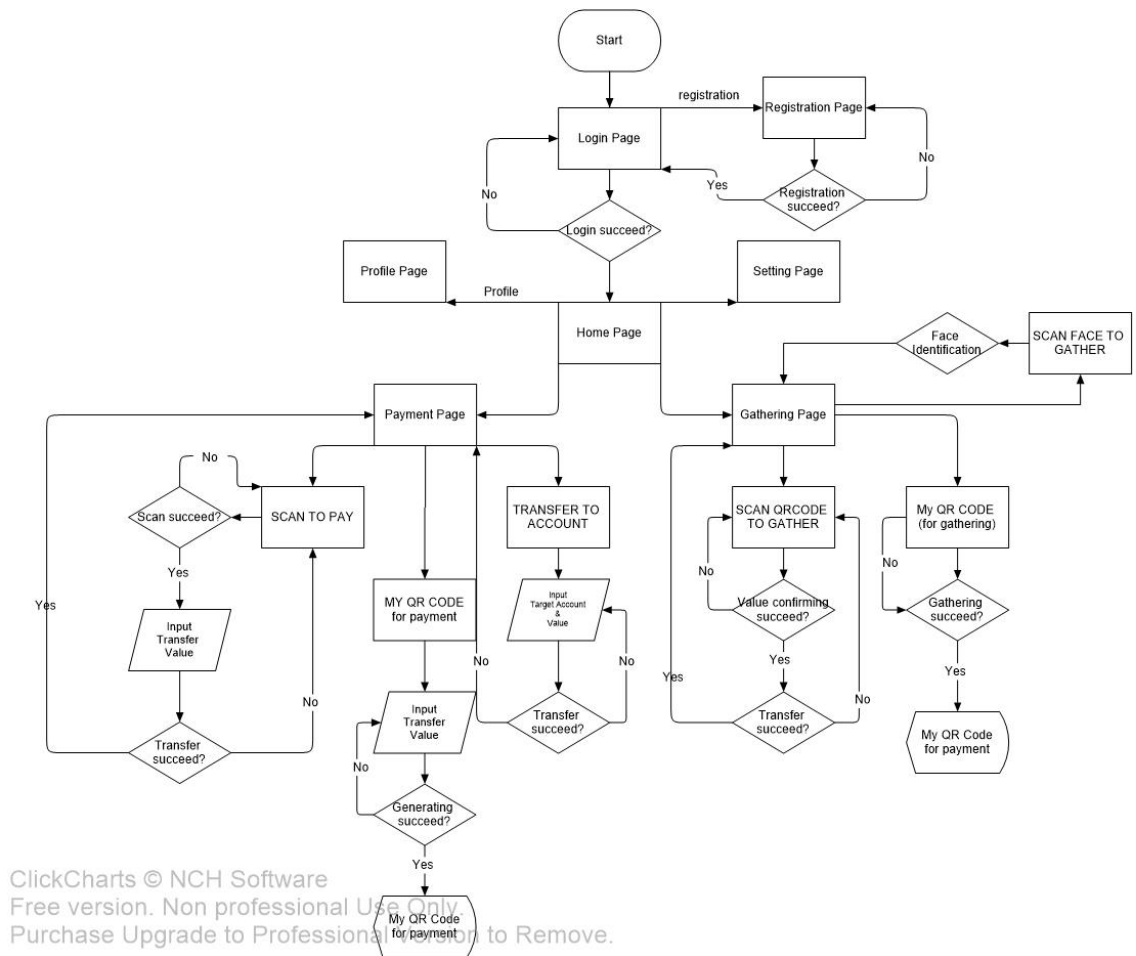 Start
registration
Registration Page
Login Page
No
No
Yes
Registration
succeed?
Login succeed?
Profile Page
Setting Page
Profile
Home Page
Face
Identification
SCAN FACE TO
GATHER
Payment Page
Gathering Page
No
Scan succeed?
SCAN TO PAY
TRANSFER TO
ACCOUNT
SCAN QRCODE
TO GATHER
My QR CODE
(for gathering)
Yes
No
No
Yes
MY QR CODE
for payment
Input
Target Account
&
Value
Value confirming
succeed?
Gathering
succeed?
Input
Transfer
Value
No
No
Yes
Yes
Yes
No
No
Input
Transfer
Value
Transfer
succeed?
Transfer
succeed?
My QR Code
for payment
Transfer
succeed?
No
Generating
succeed?
Yes
My QR Code
for payment
ClickCharts © NCH Software
Free version. Non professional Use Only.
Purchase Upgrade to Professional Version to Remove.